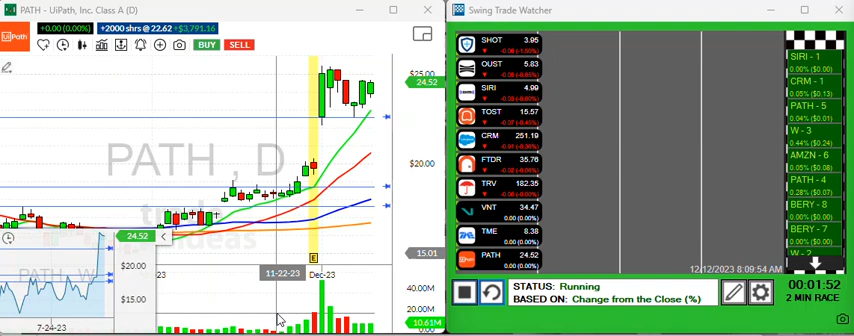 PATH - UiPath, Inc. Class A (D)
UiPath
+0.00 (0.00%)
+2000 shrs @ 22.62 +$3,791.16
BUY
SELL
$25.00
24.52
$20.00
15.01
PATH , D
trade
ideas
E
11-22-23
Dec-23
40.00M
20.00M
10.61M
24.52
$20.00
$15.00
PATH, W
7-24-23
Swing Trade Watcher
SHOT 3.95
OUST 5.83
SIRI 4.99
TOST 15.57
CRM 251.19
FTDR 35.76
TRV 182.35
VNT 34.47
0.00 (0.00%)
TME 8.38
0.00 (0.00%)
PATH 24.52
0.00 (0.00%)
12/12/2023 8:09:54 AM
SIRI - 1
0.00% ($0.00)
CRM - 1
0.05% ($0.13)
PATH - 5
0.04% ($0.01)
W - 3
0.44% ($0.24)
AMZN - 6
0.05% ($0.08)
PATH - 4
0.28% ($0.07)
BERY - 8
0.00% ($0.00)
BERY - 7
0.00% ($0.00)
W - 2
STATUS: Running
BASED ON: Change from the Close (%)
00:01:52
2 MIN RACE